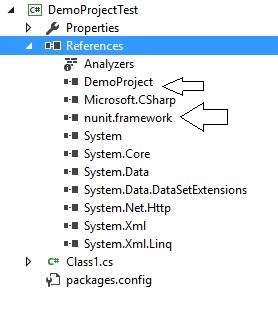 C# DemoProjectTest
Properties
References
Analyzers
DemoProject
Microsoft.CSharp
nunit.framework
System
System.Core
System.Data
System.Data.DataSetExtensions
System.Net.Http
System.Xml
System.Xml.Linq
C# Class1.cs
packages.config